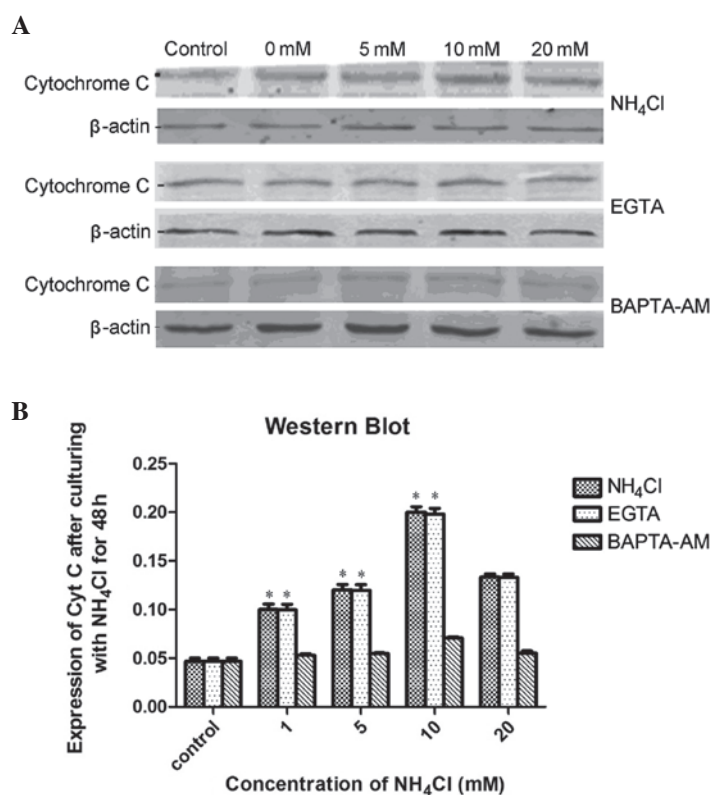 A
Control 0 mM 5 mM 10 mM 20 mM
Cytochrome C
β-actin
NH₄Cl
Cytochrome C
β-actin
EGTA
Cytochrome C
β-actin
BAPTA-AM
B
Western Blot
Expression of Cyt C after culturing
with NH₄Cl for 48h
0.25
0.20
0.15
0.10
0.05
0.00
* * * * * *
control 1 5 10 20
Concentration of NH₄Cl (mM)
NH₄Cl
EGTA
BAPTA-AM